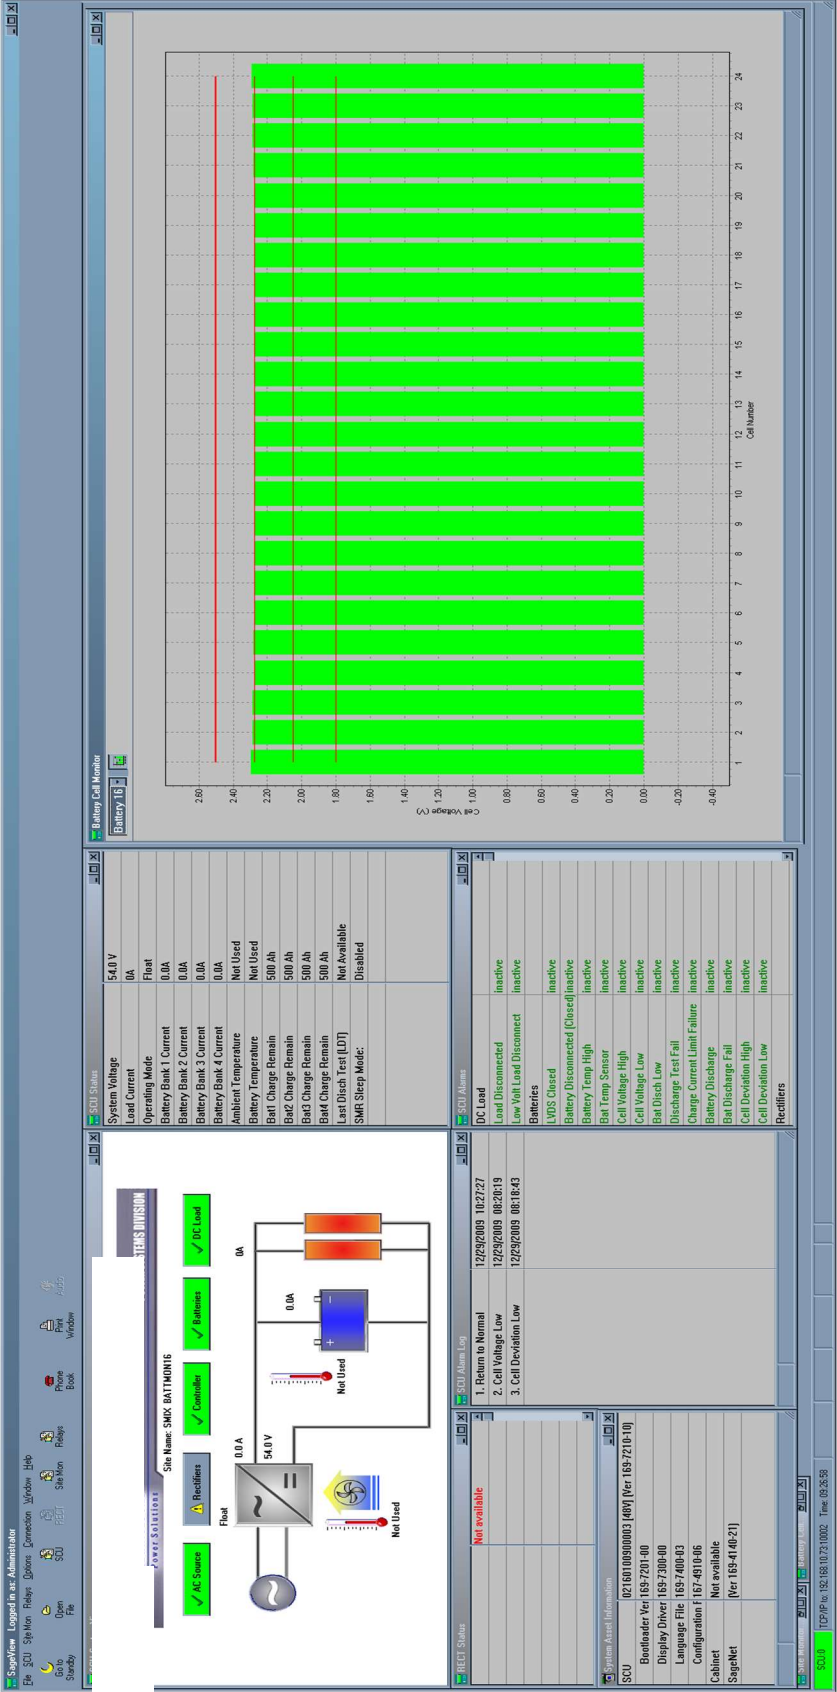 SageView   Logged in as: Administrator
File SCU Site Mon Relays Options Connection Window Help
Go to Standby
Open File
SCU
RECT
Site Mon
Relays
Phone Book
Print Window
Audio
Power Solutions
STEMS DIVISION
Site Name: SMIX_BATTMON16
AC Source
Rectifiers
Controller
Batteries
DC Load
Float
0.0 A
54.0 V
0.0A
0A
Not Used
Not Used
SCU Status
System Voltage 54.0 V
Load Current 0A
Operating Mode Float
Battery Bank 1 Current 0.0A
Battery Bank 2 Current 0.0A
Battery Bank 3 Current 0.0A
Battery Bank 4 Current 0.0A
Ambient Temperature Not Used
Battery Temperature Not Used
Bat1 Charge Remain 500 Ah
Bat2 Charge Remain 500 Ah
Bat3 Charge Remain 500 Ah
Bat4 Charge Remain 500 Ah
Last Disch Test (LDT) Not Available
SMR Sleep Mode: Disabled
Battery Cell Monitor
Battery 16
2.60
2.40
2.20
2.00
1.80
1.60
1.40
1.20
1.00
0.80
0.60
0.40
0.20
0.00
-0.20
-0.40
Cell Voltage (V)
1 2 3 4 5 6 7 8 9 10 11 12 13 14 15 16 17 18 19 20 21 22 23 24
Cell Number
RECT Status
Not available
System Asset Information
SCU 02160100900003 [48V] [Ver 169-7210-10]
Bootloader Ver 169-7201-00
Display Driver 169-7300-00
Language File 169-7400-03
Configuration F 167-4910-06
Cabinet Not available
SageNet [Ver 169-4140-21]
SCU Alarm Log
1. Return to Normal 12/29/2009 10:27:27
2. Cell Voltage Low 12/29/2009 08:20:19
3. Cell Deviation Low 12/29/2009 08:18:43
SCU Alarms
DC Load
Load Disconnected inactive
Low Volt Load Disconnect inactive
Batteries
LVDS Closed inactive
Battery Disconnected (Closed) inactive
Battery Temp High inactive
Bat Temp Sensor inactive
Cell Voltage High inactive
Cell Voltage Low inactive
Bat Disch Low inactive
Discharge Test Fail inactive
Charge Current Limit Failure inactive
Battery Discharge inactive
Bat Discharge Fail inactive
Cell Deviation High inactive
Cell Deviation Low inactive
Rectifiers
SCU:0
TCP/IP to: 192.168.10.73:10002
Time: 02:26:58